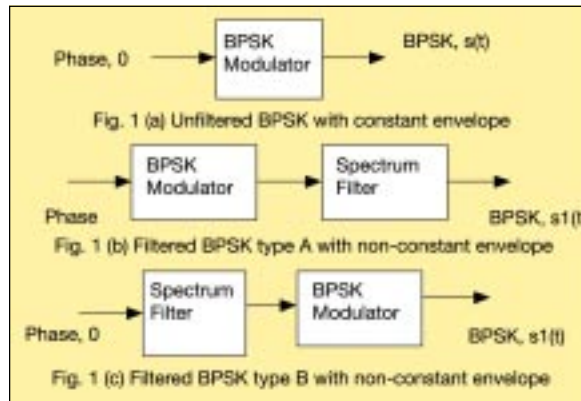 BPSK
Modulator
Phase, 0
BPSK, s(t)
Fig. 1 (a) Unfiltered BPSK with constant envelope
BPSK
Modulator
Spectrum
Filter
Phase
BPSK, s1(t
Fig. 1 (b) Filtered BPSK type A with non-constant envelope
Spectrum
Filter
BPSK
Modulator
Phase, 0
BPSK, s1(t)
Fig. 1 (c) Filtered BPSK type B with non-constant envelope